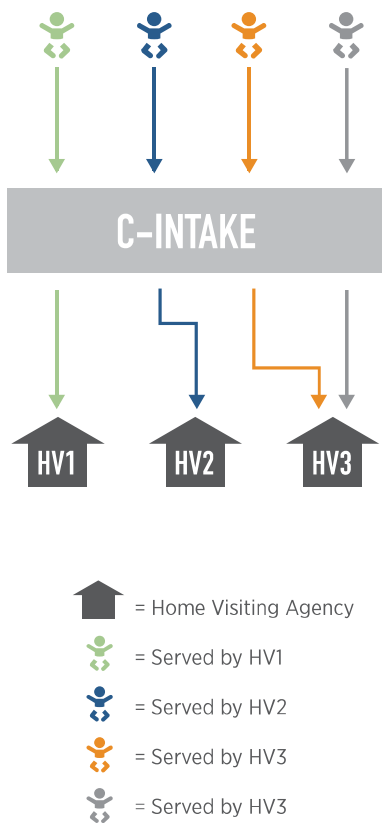 C-INTAKE
HV1 HV2 HV3
= Home Visiting Agency
= Served by HV1
= Served by HV2
= Served by HV3
= Served by HV3